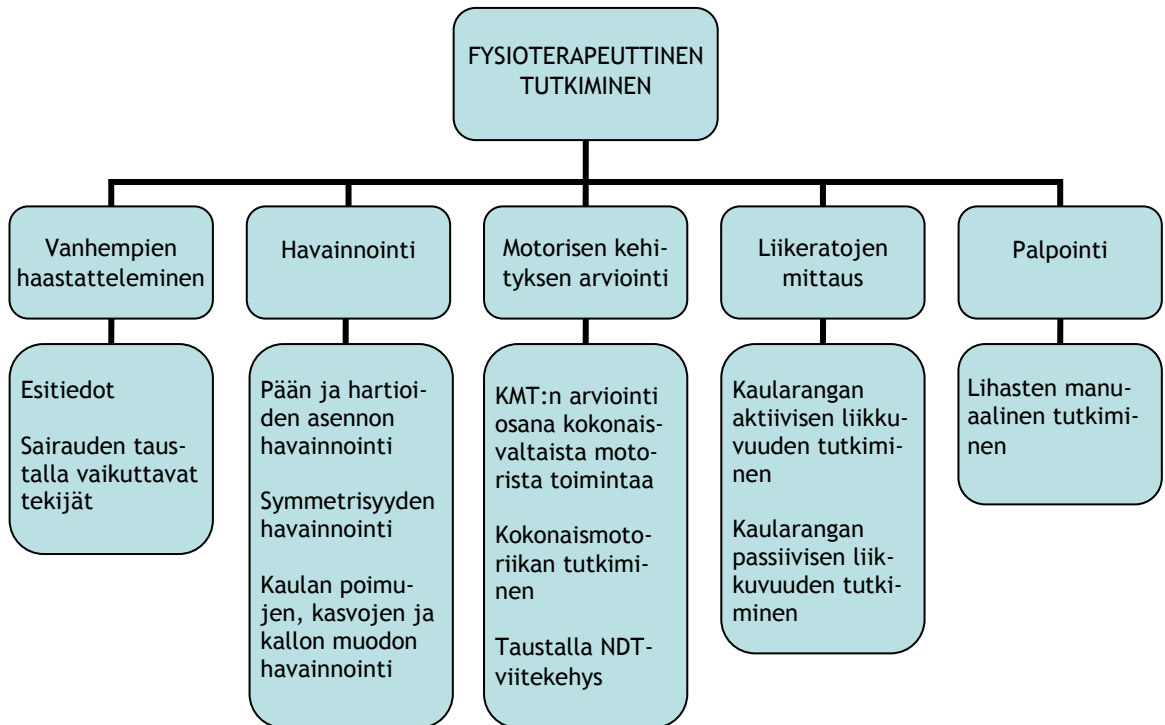 FYSIOTERAPEUTTINEN
TUTKIMINEN
Vanhempien
haastatteleminen
Havainnointi
Motorisen kehi-
tyksen arviointi
Liikeratojen
mittaus
Palpointi
Esitiedot
Sairauden taus-
talla vaikuttavat
tekijät
Pään ja hartioi-
den asennon
havainnointi
Symmetrisyyden
havainnointi
Kaulan poimu-
jen, kasvojen ja
kallon muodon
havainnointi
KMT:n arviointi
osana kokonais-
valtaista moto-
rista toimintaa
Kokonaismoto-
riikan tutkimi-
nen
Taustalla NDT-
viitekehys
Kaularangan
aktiivisen liikku-
vuuden tutkimi-
nen
Kaularangan
passiivisen liik-
kuvuuden tutki-
minen
Lihasten manu-
aalinen tutkimi-
nen